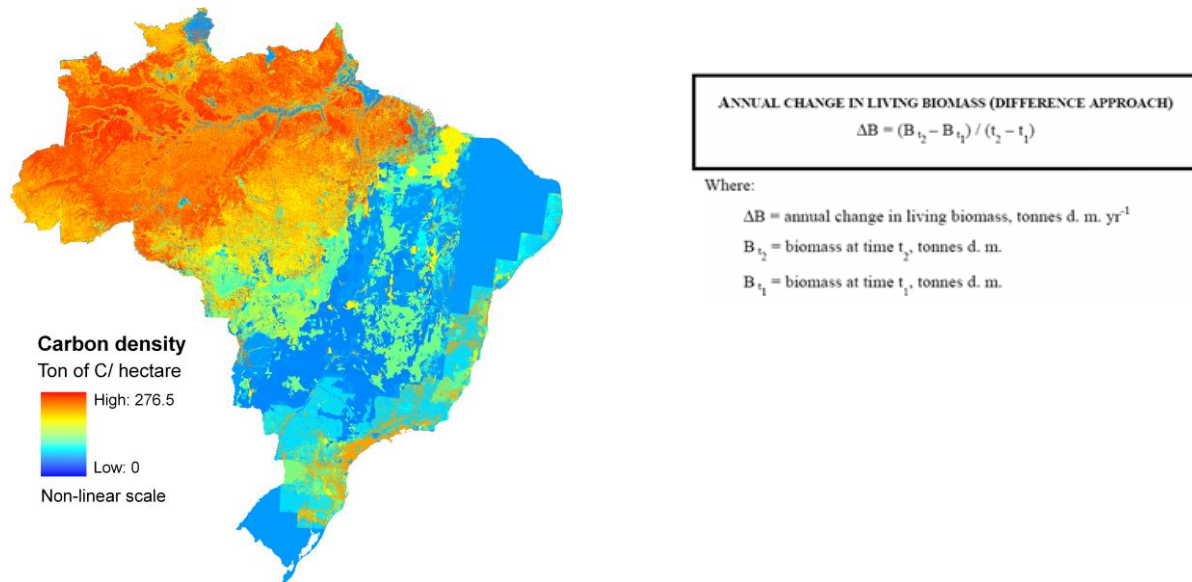 Carbon density
Ton of C/ hectare
High: 276.5
Low: 0
Non-linear scale
ANNUAL CHANGE IN LIVING BIOMASS (DIFFERENCE APPROACH)
ΔB = (B t₂ – B t₁) / (t₂ – t₁)
Where:
ΔB = annual change in living biomass, tonnes d. m. yr⁻¹
B t₂ = biomass at time t₂, tonnes d. m.
B t₁ = biomass at time t₁, tonnes d. m.